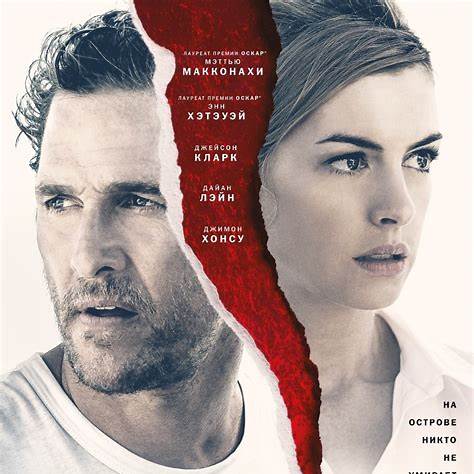 ЛАУРЕАТ ПРЕМИИ ОСКАР®
МЭТТЬЮ
МАККОНАХИ
ЛАУРЕАТ ПРЕМИИ ОСКАР®
ЭНН
ХЭТЭУЭЙ
ДЖЕЙСОН
КЛАРК
ДАЙАН
ЛЭЙН
ДЖИМОН
ХОНСУ
НА
ОСТРОВЕ
НИКТО
НЕ
УМИРАЕТ